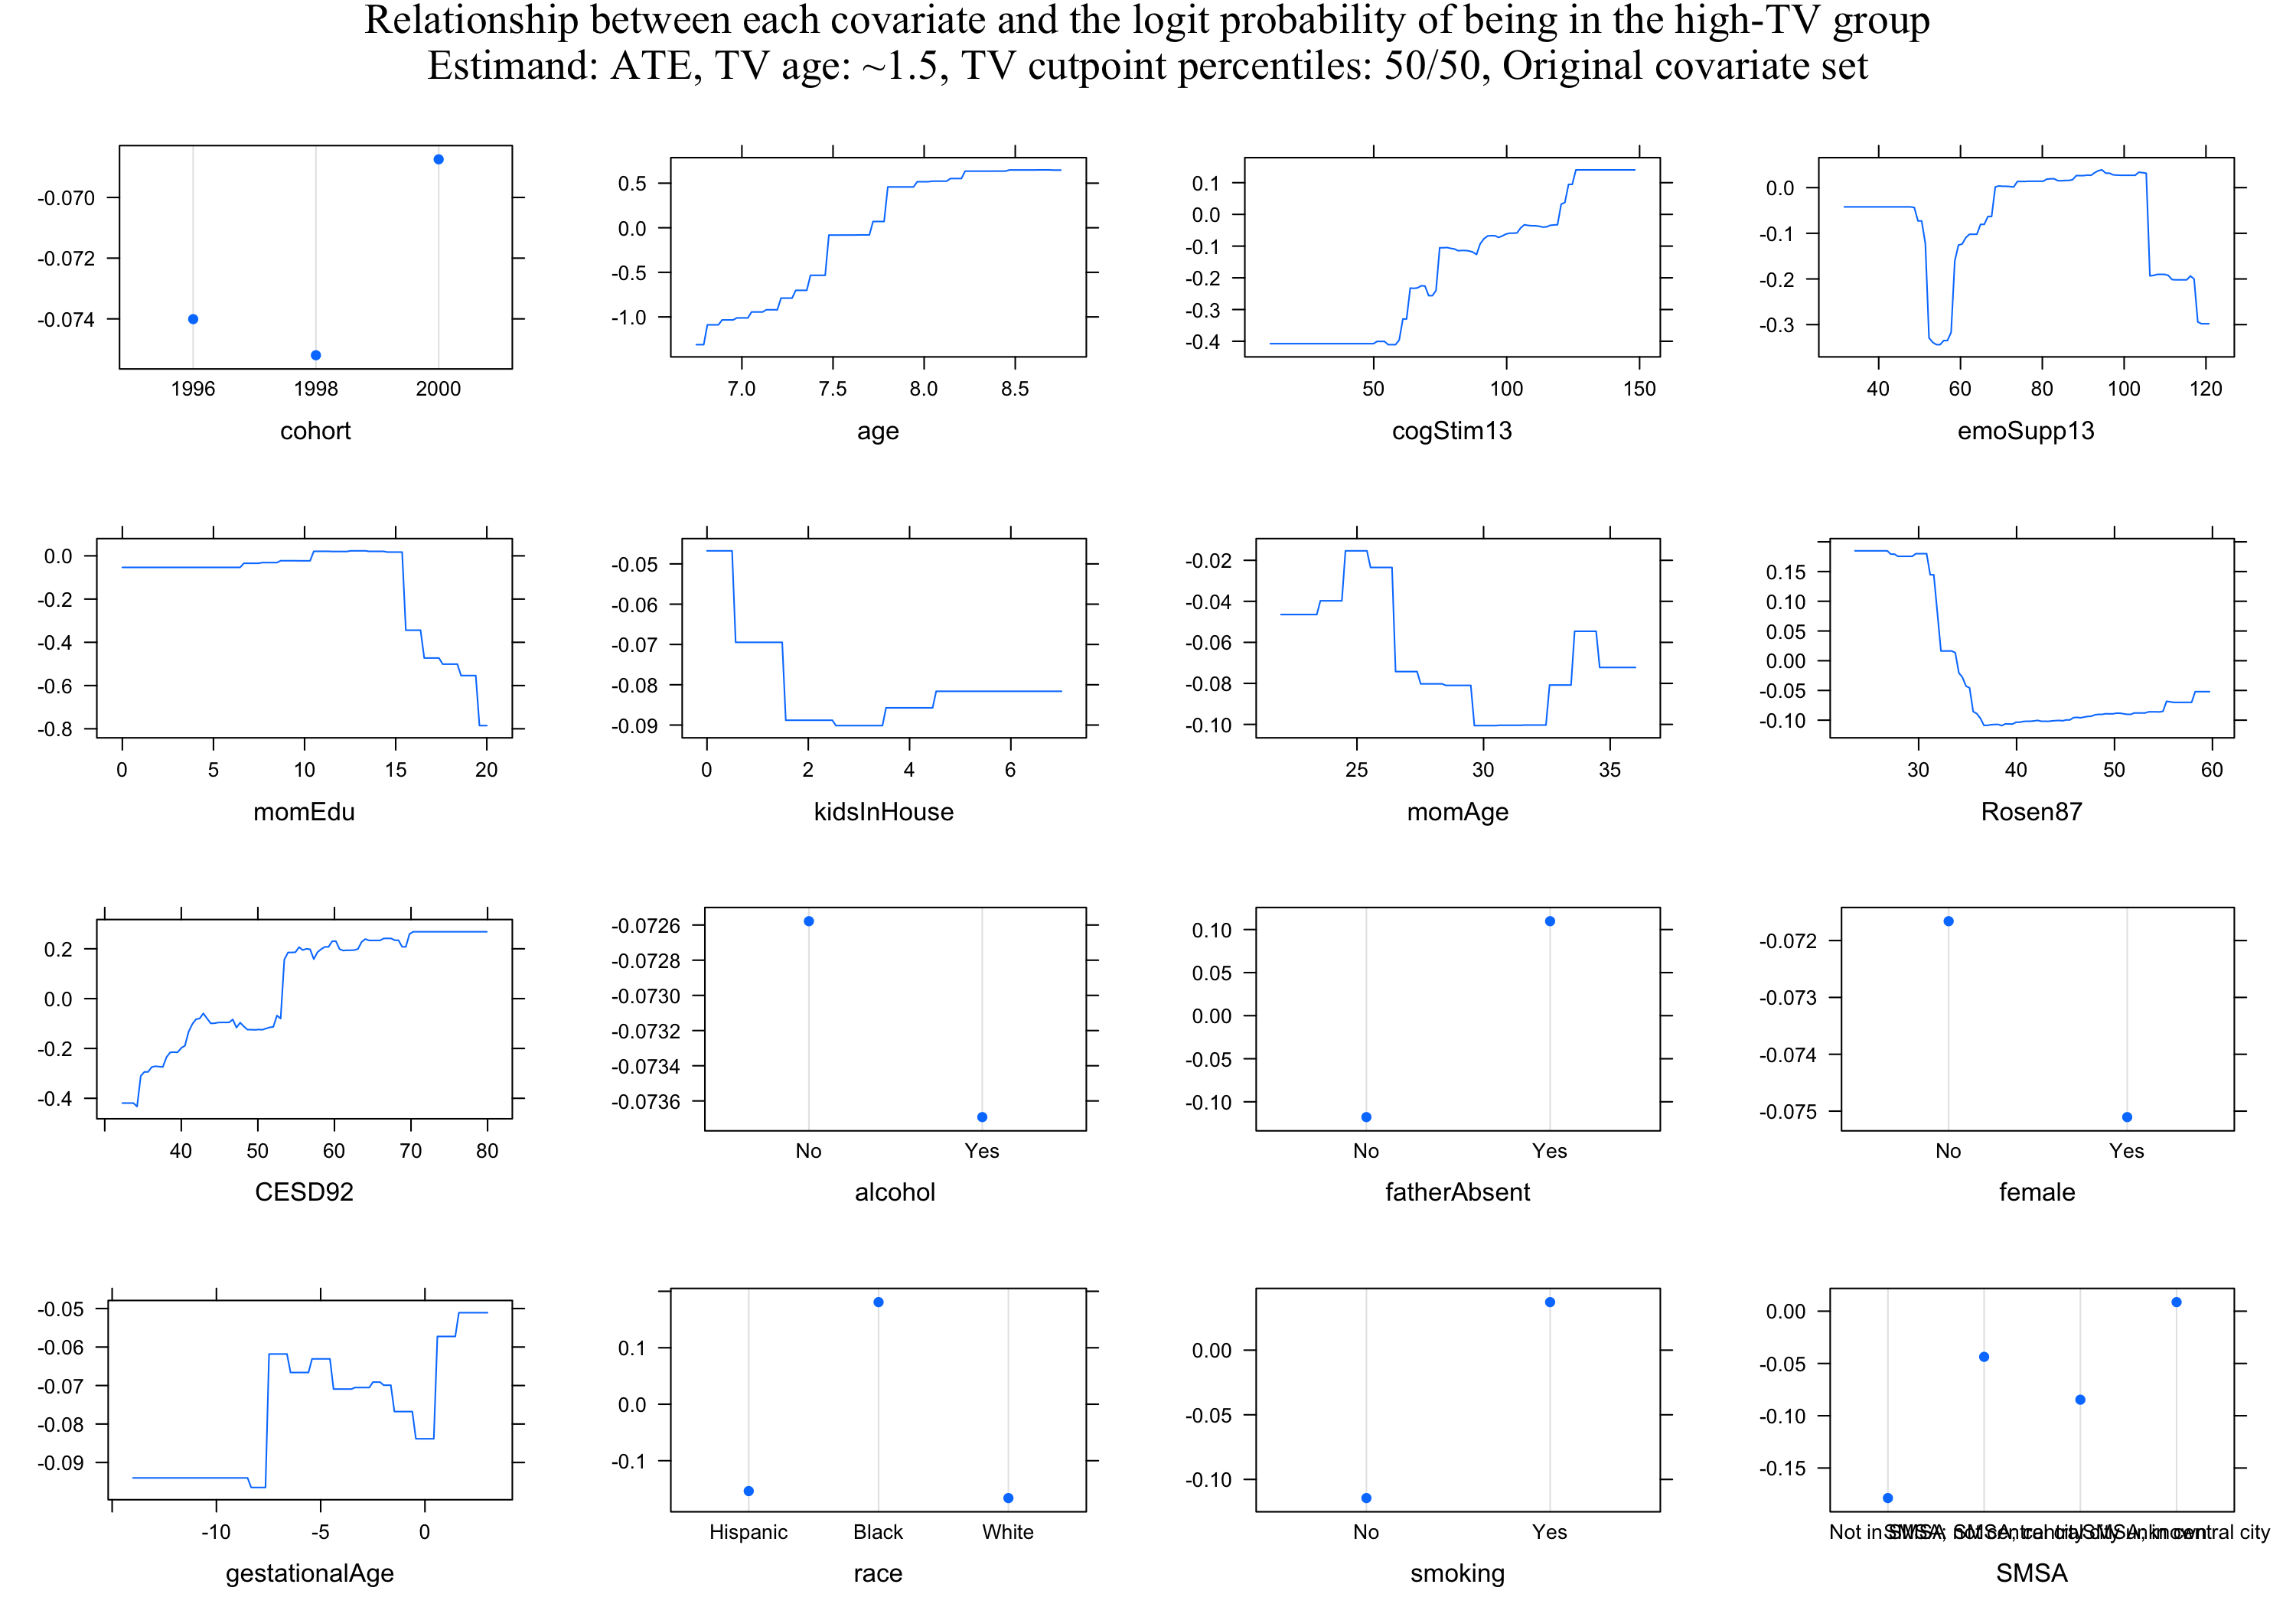 Relationship between each covariate and the logit probability of being in the high-TV group
Estimand: ATE, TV age: ~1.5, TV cutpoint percentiles: 50/50, Original covariate set
-0.070
-0.072
-0.074
1996 1998 2000
cohort
0.5
0.0
-0.5
-1.0
7.0 7.5 8.0 8.5
age
0.1
0.0
-0.1
-0.2
-0.3
-0.4
50 100 150
cogStim13
0.0
-0.1
-0.2
-0.3
40 60 80 100 120
emoSupp13
0.0
-0.2
-0.4
-0.6
-0.8
0 5 10 15 20
momEdu
-0.05
-0.06
-0.07
-0.08
-0.09
0 2 4 6
kidsInHouse
-0.02
-0.04
-0.06
-0.08
-0.10
25 30 35
momAge
0.15
0.10
0.05
0.00
-0.05
-0.10
30 40 50 60
Rosen87
0.2
0.0
-0.2
-0.4
40 50 60 70 80
CESD92
-0.0726
-0.0728
-0.0730
-0.0732
-0.0734
-0.0736
No Yes
alcohol
0.10
0.05
0.00
-0.05
-0.10
No Yes
fatherAbsent
-0.072
-0.073
-0.074
-0.075
No Yes
female
-0.05
-0.06
-0.07
-0.08
-0.09
-10 -5 0
gestationalAge
0.1
0.0
-0.1
Hispanic Black White
race
0.00
-0.05
-0.10
No Yes
smoking
0.00
-0.05
-0.10
-0.15
Not in central city
SMSA